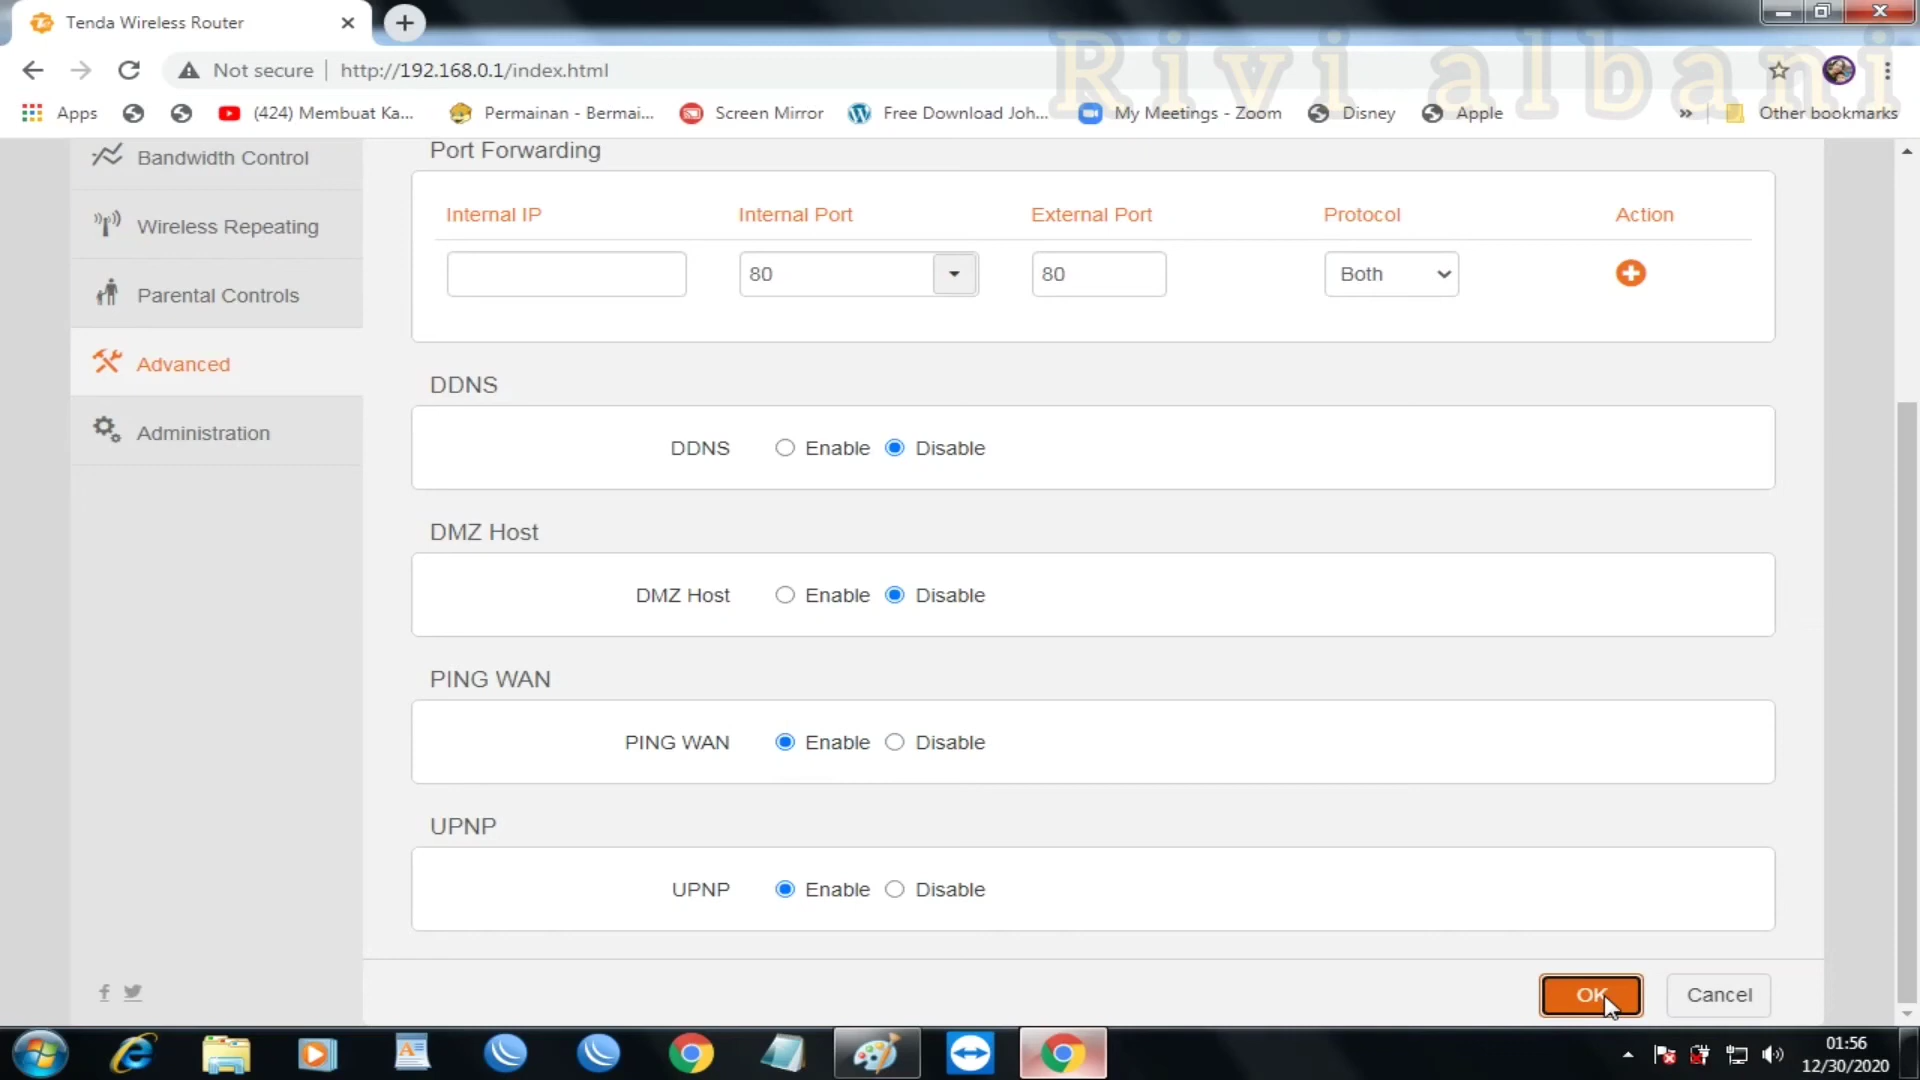 Tenda Wireless Router
Not secure
http://192.168.0.1/index.html
Rivi albani
Apps
(424) Membuat Ka...
Permainan - Bermai...
Screen Mirror
Free Download Joh...
My Meetings - Zoom
Disney
Apple
»
Other bookmarks
Bandwidth Control
Wireless Repeating
Parental Controls
Advanced
Administration
Port Forwarding
Internal IP Internal Port External Port Protocol Action
80 80 Both
DDNS
DDNS Enable Disable
DMZ Host
DMZ Host Enable Disable
PING WAN
PING WAN Enable Disable
UPNP
UPNP Enable Disable
OK Cancel
01:56
12/30/2020